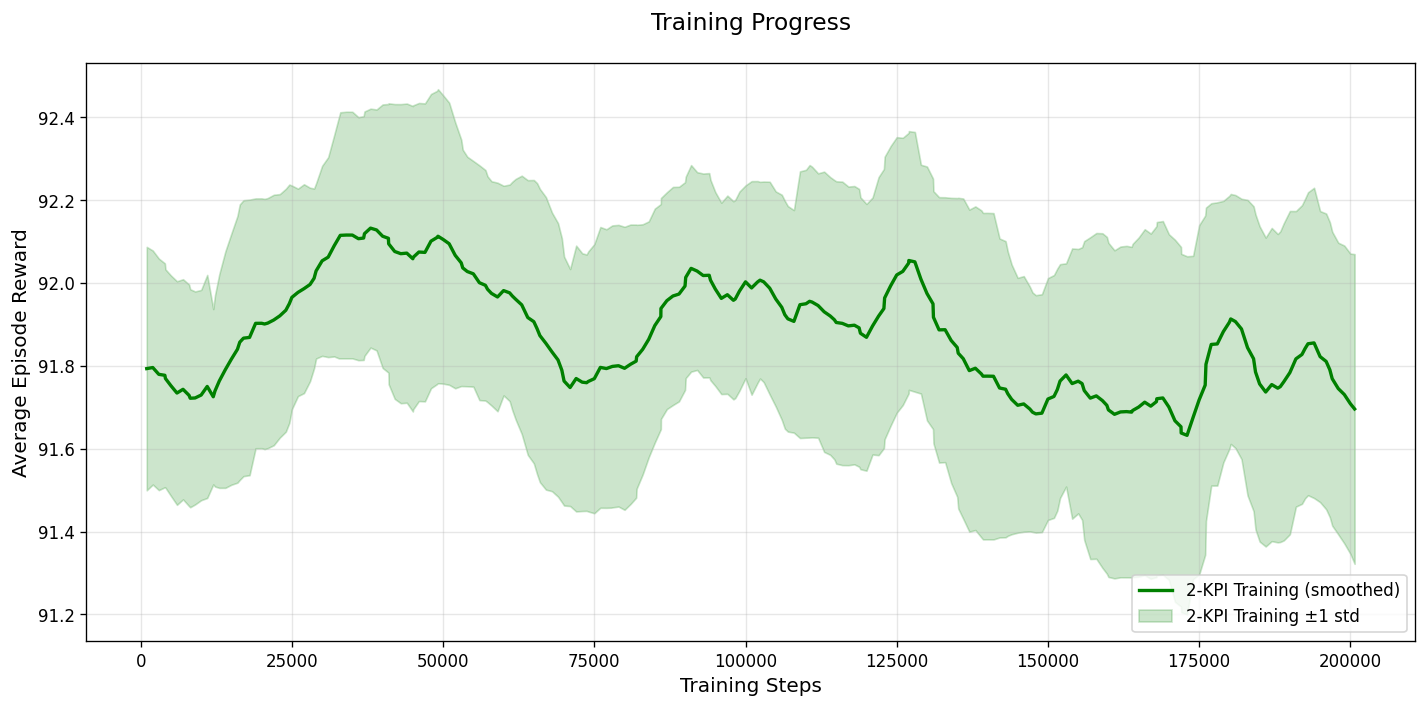 Training Progress
Average Episode Reward
92.4
92.2
92.0
91.8
91.6
91.4
91.2
2-KPI Training (smoothed)
2-KPI Training ±1 std
0 25000 50000 75000 100000 125000 150000 175000 200000
Training Steps